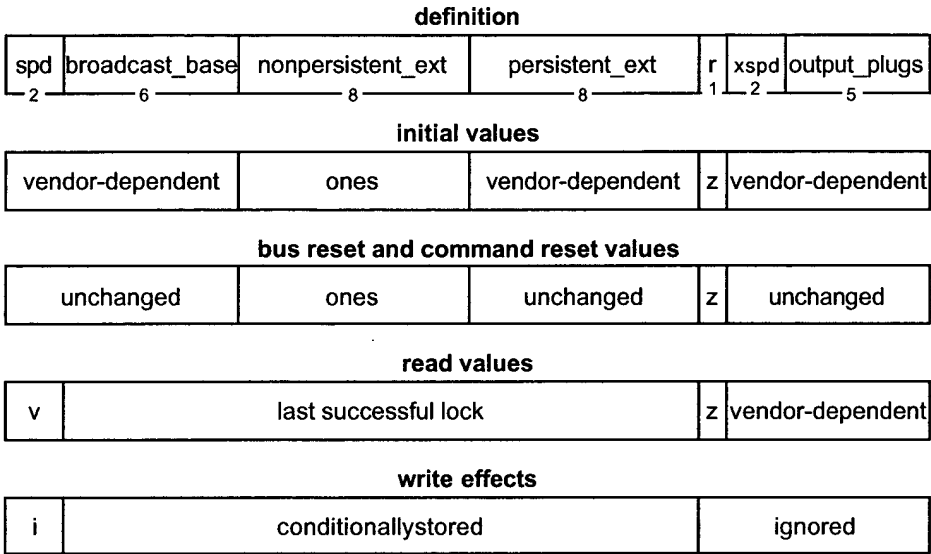 definition
spd broadcast_base nonpersistent_ext persistent_ext r xspd output_plugs
2 6 8 8 1 2 5
initial values
vendor-dependent ones vendor-dependent z vendor-dependent
bus reset and command reset values
unchanged ones unchanged z unchanged
read values
v last successful lock z vendor-dependent
write effects
i conditionallystored ignored